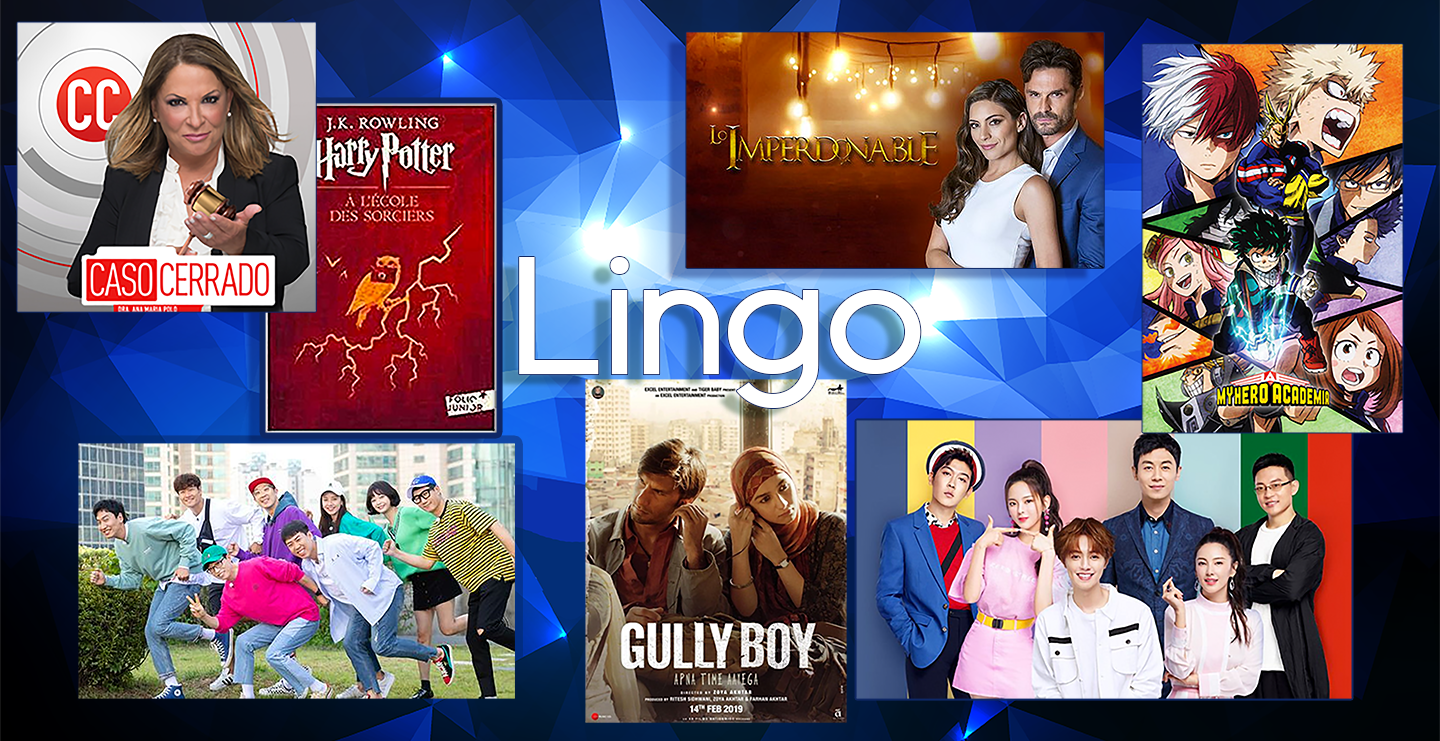 CC
CASO CERRADO
DRA. ANA MARIA POLO
J.K. ROWLING
Harry Potter
À L'ÉCOLE
DES SORCIERS
FOLIO
JUNIOR
Lo IMPERDONABLE
MY HERO ACADEMIA
Lingo
EXCEL ENTERTAINMENT AND TIGER BABY PRESENT
AN EXCEL ENTERTAINMENT PRODUCTION
GULLY BOY
APNA TIME AAYEGA
DIRECTED BY ZOYA AKHTAR
PRODUCED BY RITESH SIDHWANI, ZOYA AKHTAR & FARHAN AKHTAR
14TH FEB 2019